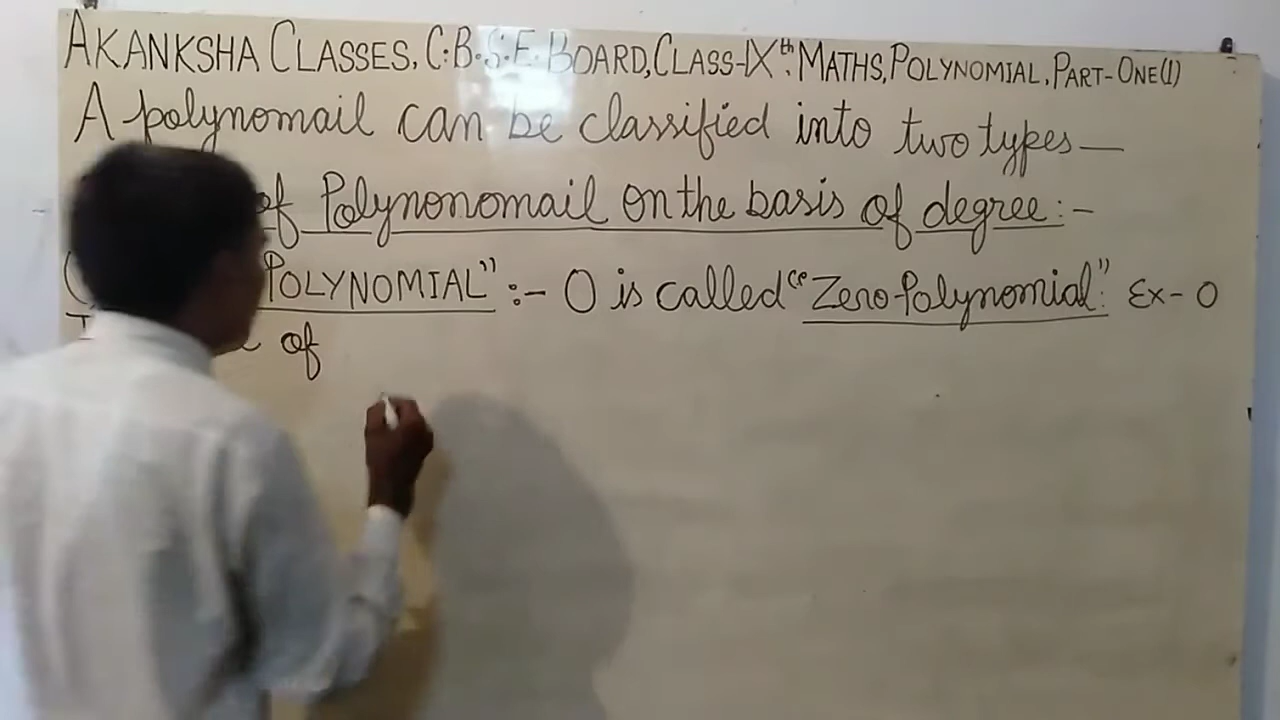 AKANKSHA CLASSES, C.B.S.E. BOARD, CLASS-IXth. MATHS, POLYNOMIAL, PART-ONE(1)
A polynomail can be classified into two types—
of Polynonomail on the basis of degree:-
POLYNOMIAL" :- 0 is called "Zero Polynomial". Ex- 0
of